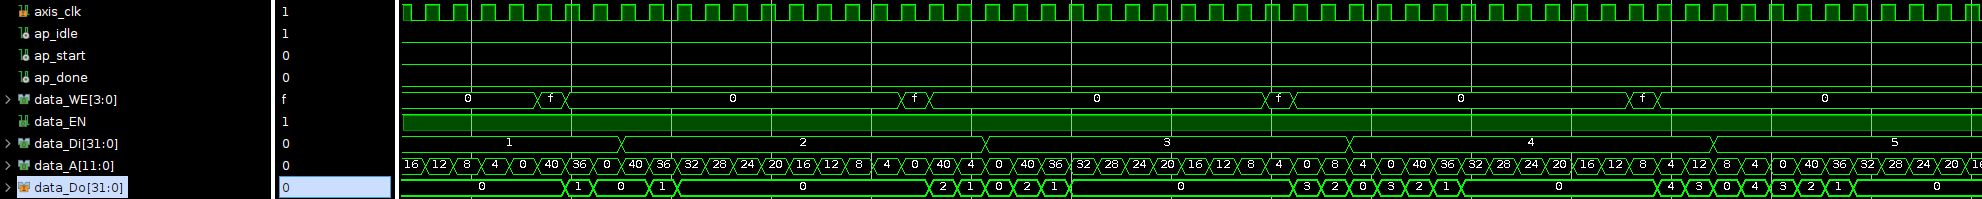 axis_clk 1
ap_idle 1
ap_start 0
ap_done 0
data_WE[3:0] f 0 f 0 f 0 f 0 f 0
data_EN 1
data_Di[31:0] 0 1 2 3 4 5
data_A[11:0] 0 16 12 8 4 0 40 36 0 40 36 32 28 24 20 16 12 8 4 0 40 4 0 40 36 32 28 24 20 16 12 8 4 0 8 4 0 40 36 32 28 24 20 16 12 8 4 12 8 4 0 40 36 32 28 24 20 16
data_Do[31:0] 0 0 1 0 1 0 2 1 0 2 1 0 3 2 0 3 2 1 0 4 3 0 4 3 2 1 0